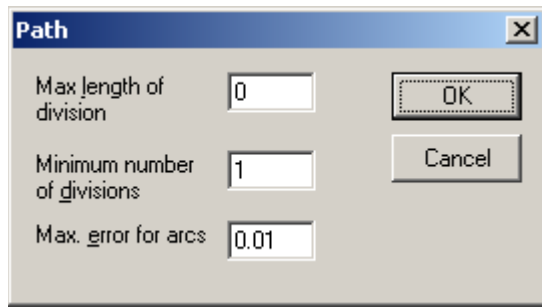 Path
Max length of
division
0
OK
Minimum number
of divisions
1
Cancel
Max. error for arcs
0.01